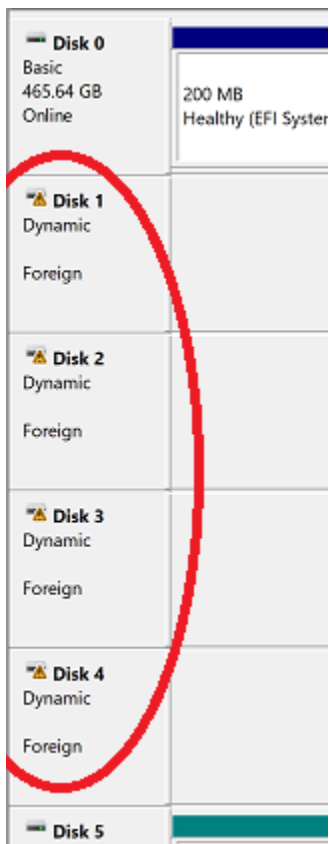 Disk 0
Basic
465.64 GB
Online
200 MB
Healthy (EFI System
Disk 1
Dynamic
Foreign
Disk 2
Dynamic
Foreign
Disk 3
Dynamic
Foreign
Disk 4
Dynamic
Foreign
Disk 5